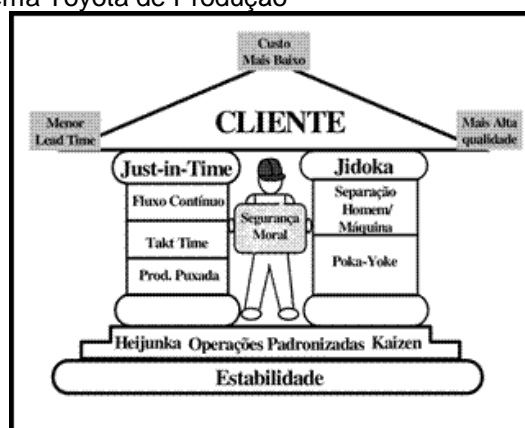 ema Toyota de Produção
Custo
Mais Baixo
Menor
Lead Time
CLIENTE
Mais Alta
qualidade
Just-in-Time
Jidoka
Fluxo Contínuo
Takt Time
Prod. Puxada
Segurança
Moral
Separação
Homem/
Máquina
Poka-Yoke
Heijunka Operações Padronizadas Kaizen
Estabilidade